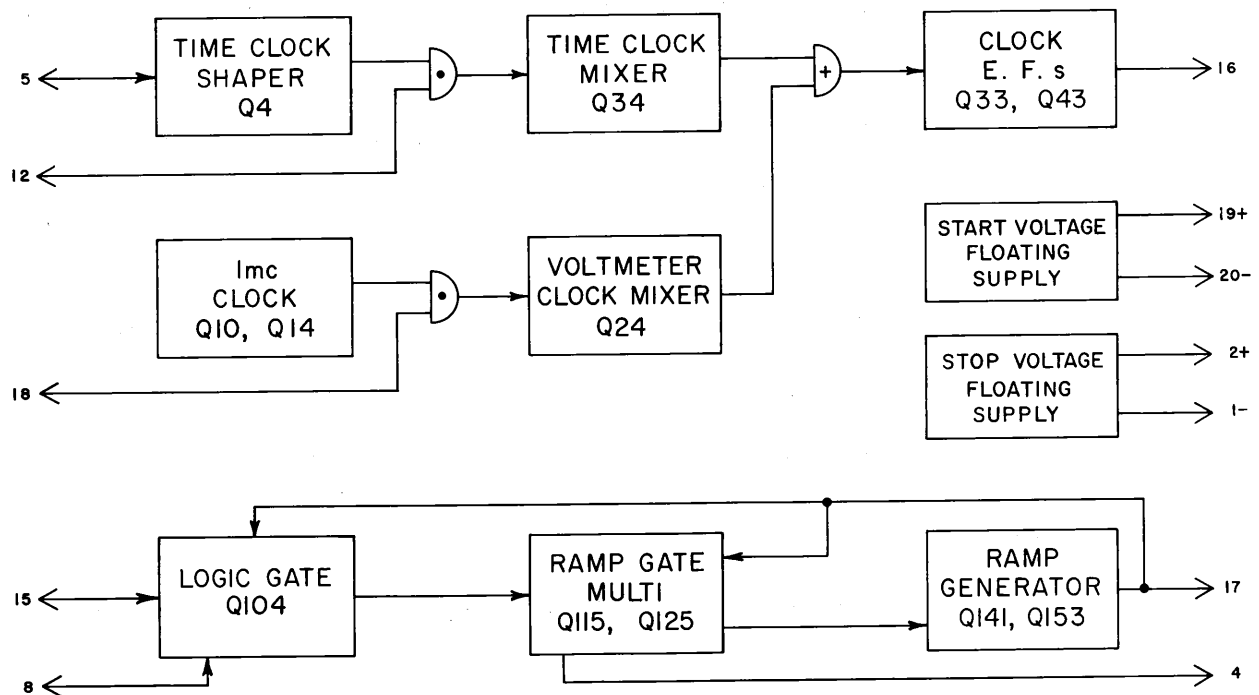 5
TIME CLOCK
SHAPER
Q4
•
TIME CLOCK
MIXER
Q34
+
CLOCK
E. F. s
Q33, Q43
16
12
1mc
CLOCK
Q10, Q14
•
VOLTMETER
CLOCK MIXER
Q24
START VOLTAGE
FLOATING
SUPPLY
19+
20-
18
STOP VOLTAGE
FLOATING
SUPPLY
2+
1-
15
LOGIC GATE
Q104
RAMP GATE
MULTI
Q115, Q125
RAMP
GENERATOR
Q141, Q153
17
8
4